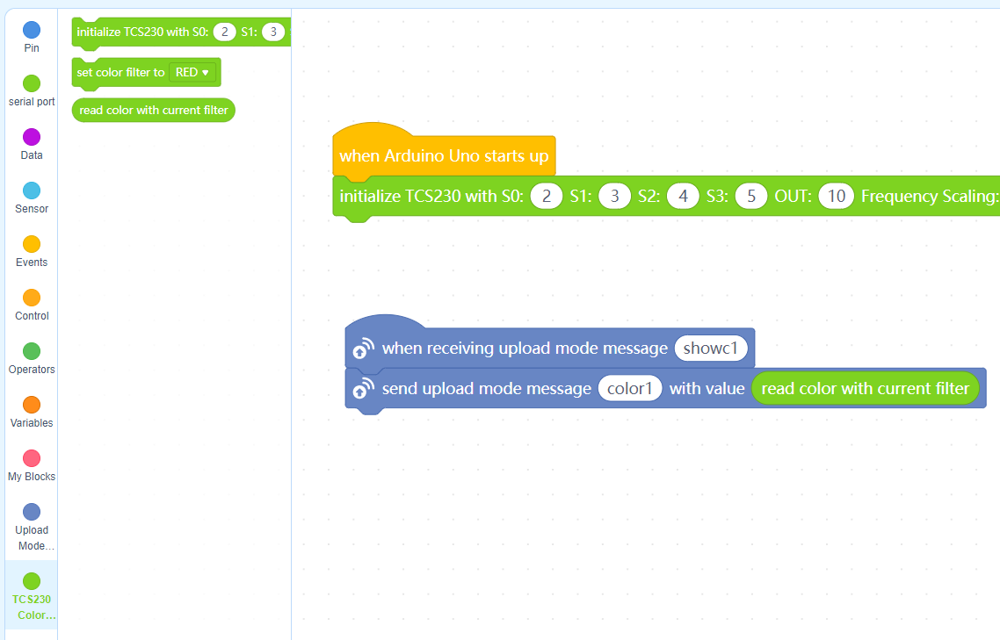 Pin
serial port
Data
Sensor
Events
Control
Operators
Variables
My Blocks
Upload
Mode...
TCS230
Color...
initialize TCS230 with S0: 2 S1: 3
set color filter to RED
read color with current filter
when Arduino Uno starts up
initialize TCS230 with S0: 2 S1: 3 S2: 4 S3: 5 OUT: 10 Frequency Scaling:
when receiving upload mode message showc1
send upload mode message color1 with value read color with current filter